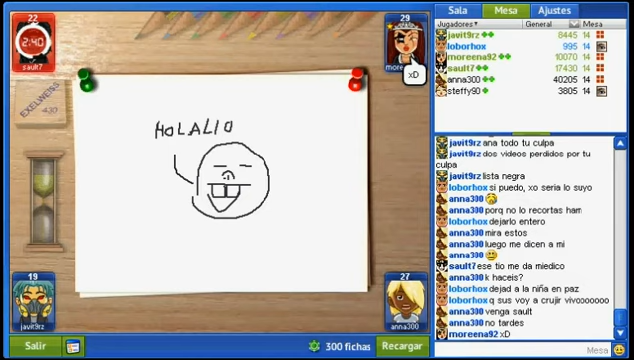 22
2:40
sault7
29
more
xD
EXELWEISS
HOLALIO
19
javit9rz
27
anna300
Salir
300 fichas
Recargar
Sala Mesa Ajustes
Jugadores General Mesa
javit9rz 8445 14
loborhox 995 14
moreena92 10070 14
sault7 17430 14
anna300 40205 14
steffy90 3805 14
javit9rz ana todo tu culpa
javit9rz dos videos perdidos por tu
culpa
javit9rz lista negra
loborhox si puedo, xo seria lo suyo
anna300
anna300 porq no lo recortas ham
loborhox dejarlo entero
anna300 mira estos
anna300 luego me dicen a mi
anna300
sault7 ese tio me da miedico
anna300 k haceis?
loborhox dejad a la niña en paz
loborhox q sus voy a crujir vivooooooo
anna300 venga sault
anna300 no tardes
moreena92 xD
Mesa